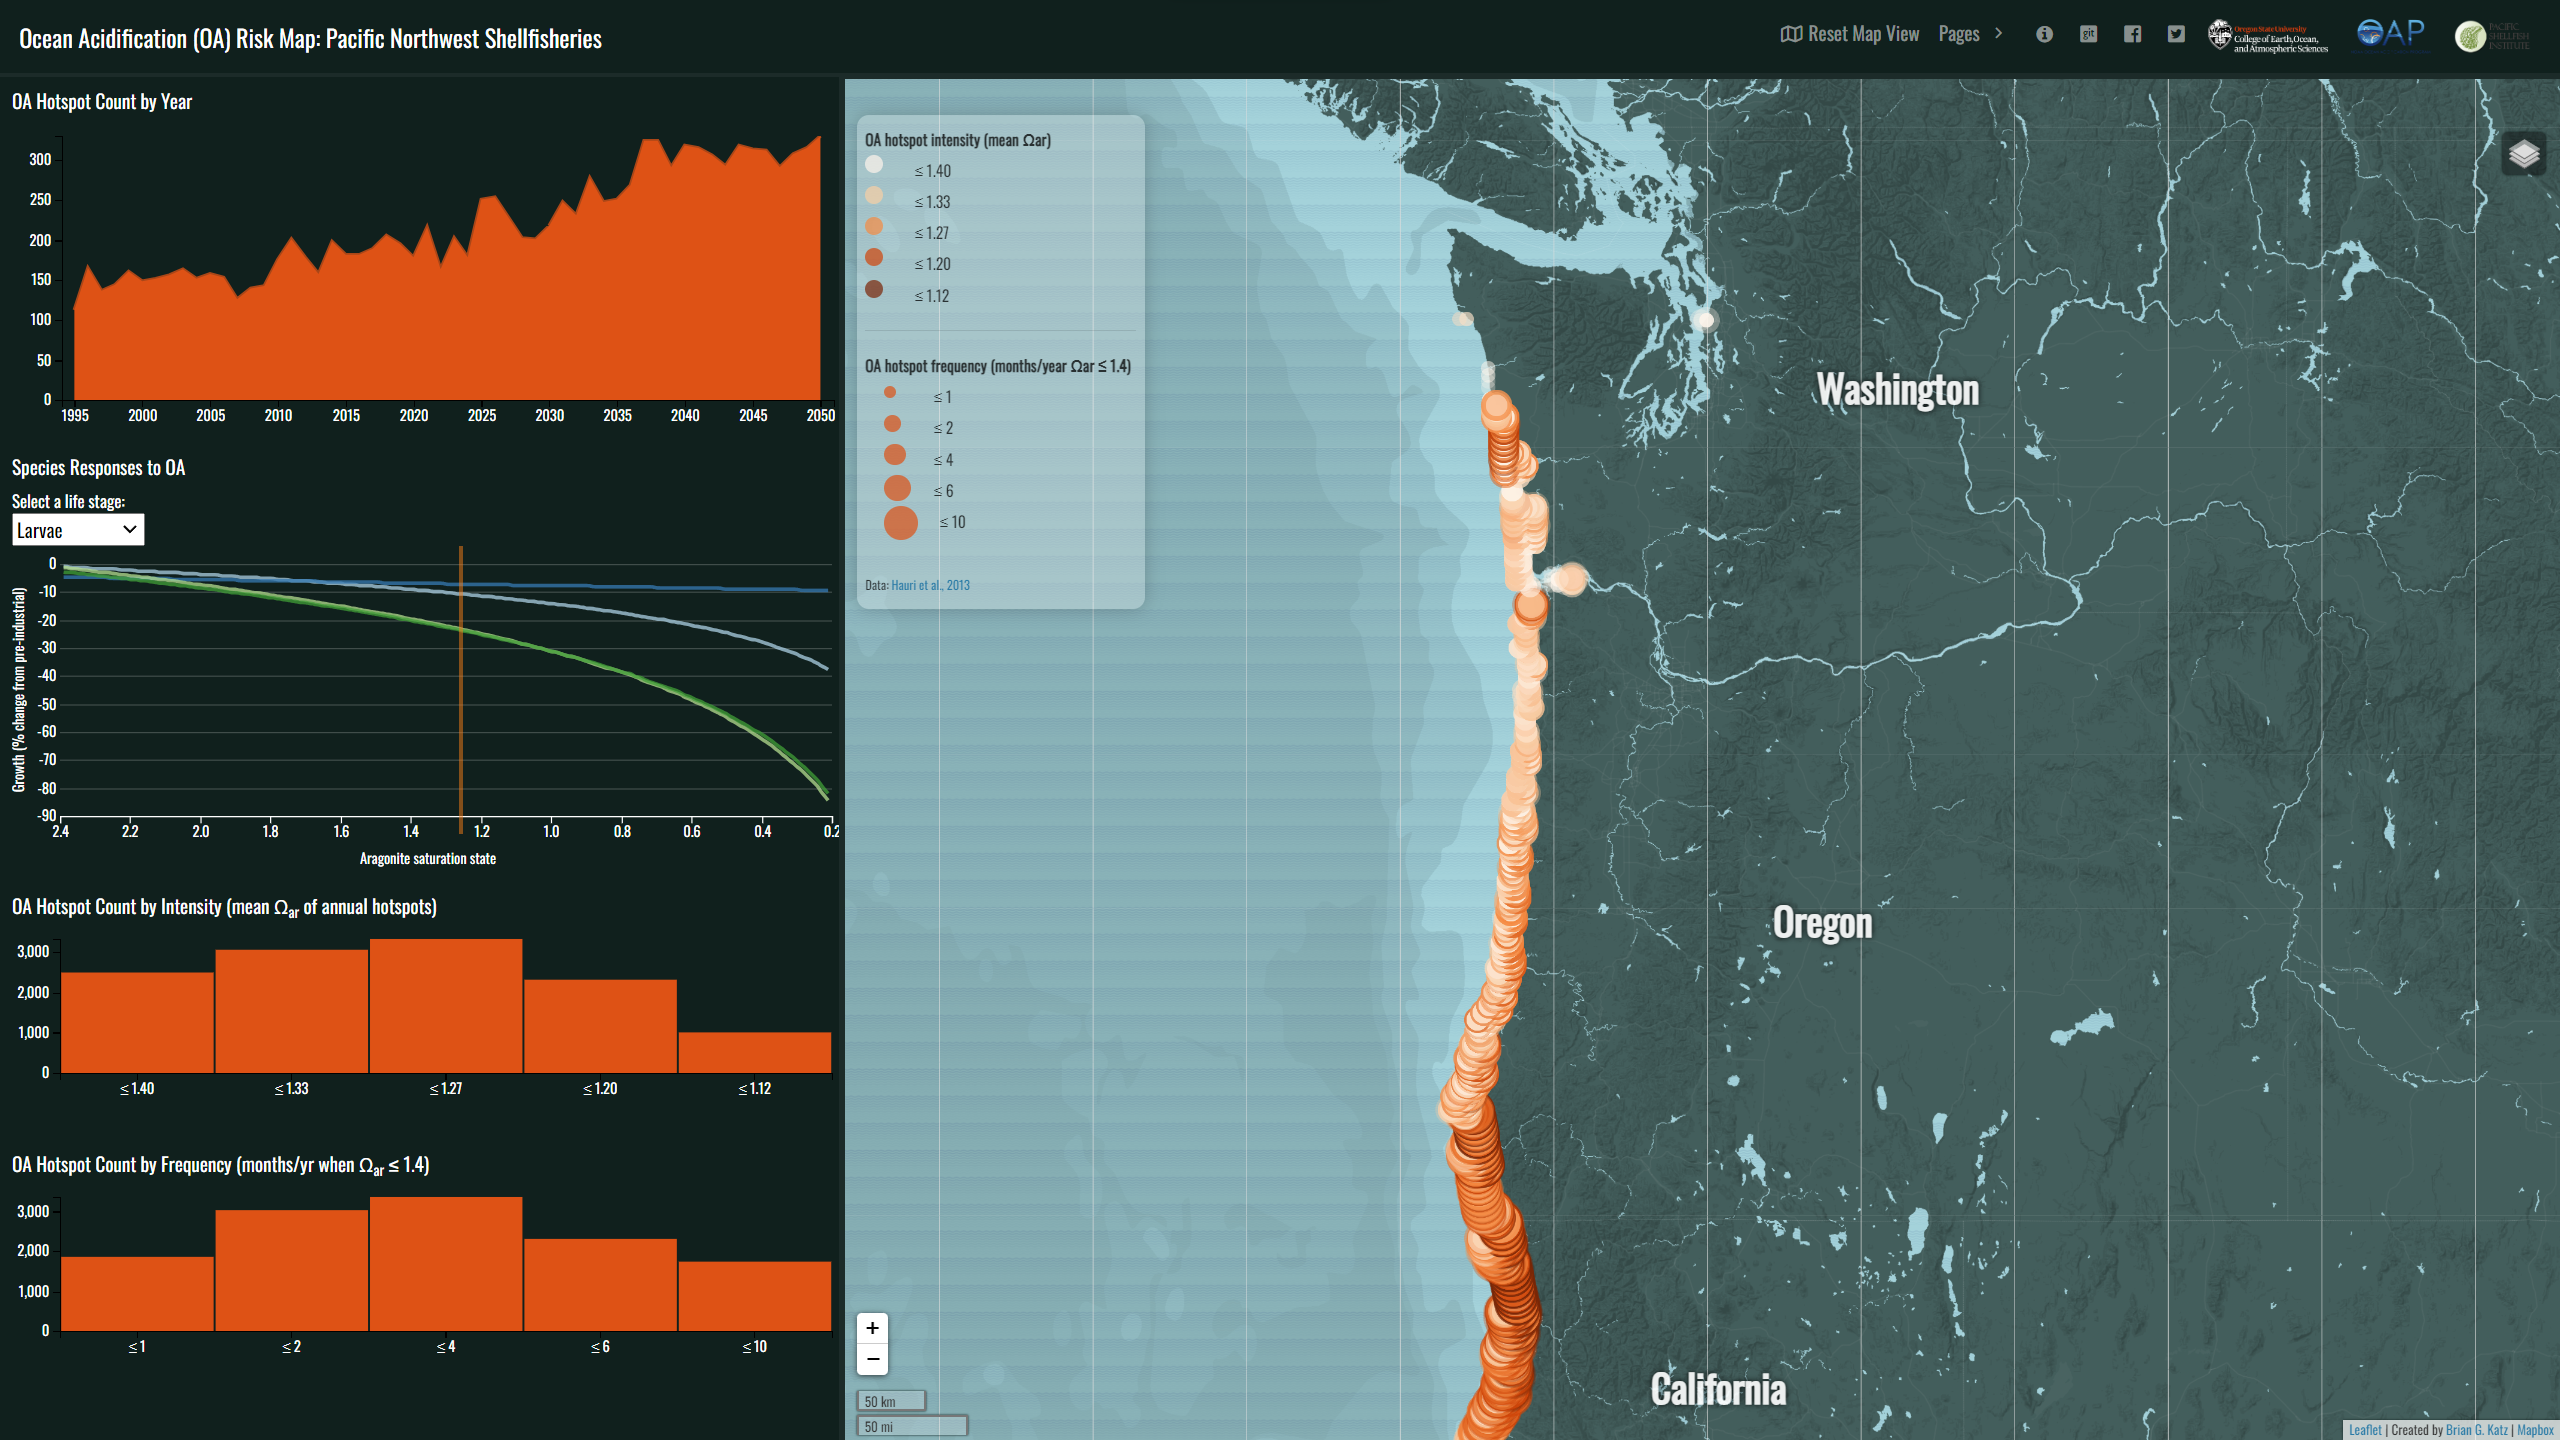 Ocean Acidification (OA) Risk Map: Pacific Northwest Shellfisheries
Reset Map View
Pages
git
Oregon State University
College of Earth, Ocean,
and Atmospheric Sciences
OAP
PACIFIC
SHELLFISH
INSTITUTE
OA Hotspot Count by Year
300
250
200
150
100
50
0
1995 2000 2005 2010 2015 2020 2025 2030 2035 2040 2045 2050
Species Responses to OA
Select a life stage:
Larvae
Growth (% change from pre-industrial)
0
-10
-20
-30
-40
-50
-60
-70
-80
-90
2.4 2.2 2.0 1.8 1.6 1.4 1.2 1.0 0.8 0.6 0.4 0.2
Aragonite saturation state
OA Hotspot Count by Intensity (mean Ωar of annual hotspots)
3,000
2,000
1,000
0
≤ 1.40 ≤ 1.33 ≤ 1.27 ≤ 1.20 ≤ 1.12
OA Hotspot Count by Frequency (months/yr when Ωar ≤ 1.4)
3,000
2,000
1,000
0
≤ 1 ≤ 2 ≤ 4 ≤ 6 ≤ 10
OA hotspot intensity (mean Ωar)
≤ 1.40
≤ 1.33
≤ 1.27
≤ 1.20
≤ 1.12
OA hotspot frequency (months/year Ωar ≤ 1.4)
≤ 1
≤ 2
≤ 4
≤ 6
≤ 10
Data: Hauri et al., 2013
Washington
Oregon
California
+
−
50 km
50 mi
Leaflet | Created by Brian G. Katz | Mapbox